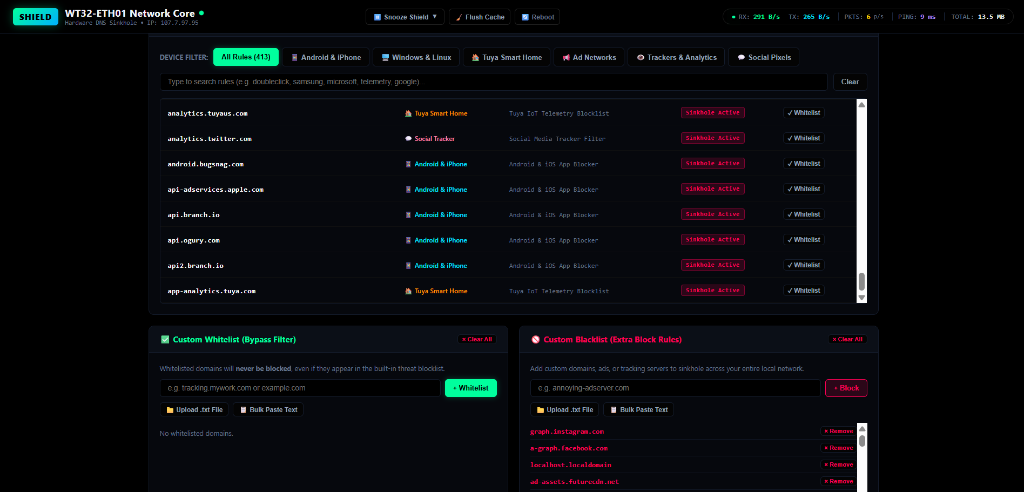 SHIELD WT32-ETH01 Network Core
Hardware DNS Sinkhole • IP: 107.7.97.95
Snooze Shield ▼ Flush Cache Reboot
RX: 291 B/s TX: 265 B/s PKTS: 6 p/s PING: 9 ms TOTAL: 13.5 MB
DEVICE FILTER: All Rules (413) Android & iPhone Windows & Linux Tuya Smart Home Ad Networks Trackers & Analytics Social Pixels
Type to search rules (e.g. doubleclick, samsung, microsoft, telemetry, google)... Clear
analytics.tuyaus.com Tuya Smart Home Tuya IoT Telemetry Blocklist Sinkhole Active ✓ Whitelist
analytics.twitter.com Social Tracker Social Media Tracker Filter Sinkhole Active ✓ Whitelist
android.bugsnag.com Android & iPhone Android & iOS App Blocker Sinkhole Active ✓ Whitelist
api-adservices.apple.com Android & iPhone Android & iOS App Blocker Sinkhole Active ✓ Whitelist
api.branch.io Android & iPhone Android & iOS App Blocker Sinkhole Active ✓ Whitelist
api.ogury.com Android & iPhone Android & iOS App Blocker Sinkhole Active ✓ Whitelist
api2.branch.io Android & iPhone Android & iOS App Blocker Sinkhole Active ✓ Whitelist
app-analytics.tuya.com Tuya Smart Home Tuya IoT Telemetry Blocklist Sinkhole Active ✓ Whitelist
Custom Whitelist (Bypass Filter) × Clear All
Whitelisted domains will never be blocked, even if they appear in the built-in threat blocklist.
e.g. tracking.mywork.com or example.com + Whitelist
Upload .txt File Bulk Paste Text
No whitelisted domains.
Custom Blacklist (Extra Block Rules) × Clear All
Add custom domains, ads, or tracking servers to sinkhole across your entire local network.
e.g. annoying-adserver.com + Block
Upload .txt File Bulk Paste Text
graph.instagram.com × Remove
a-graph.facebook.com × Remove
localhost.localdomain × Remove
ad-assets.futurecdn.net × Remove